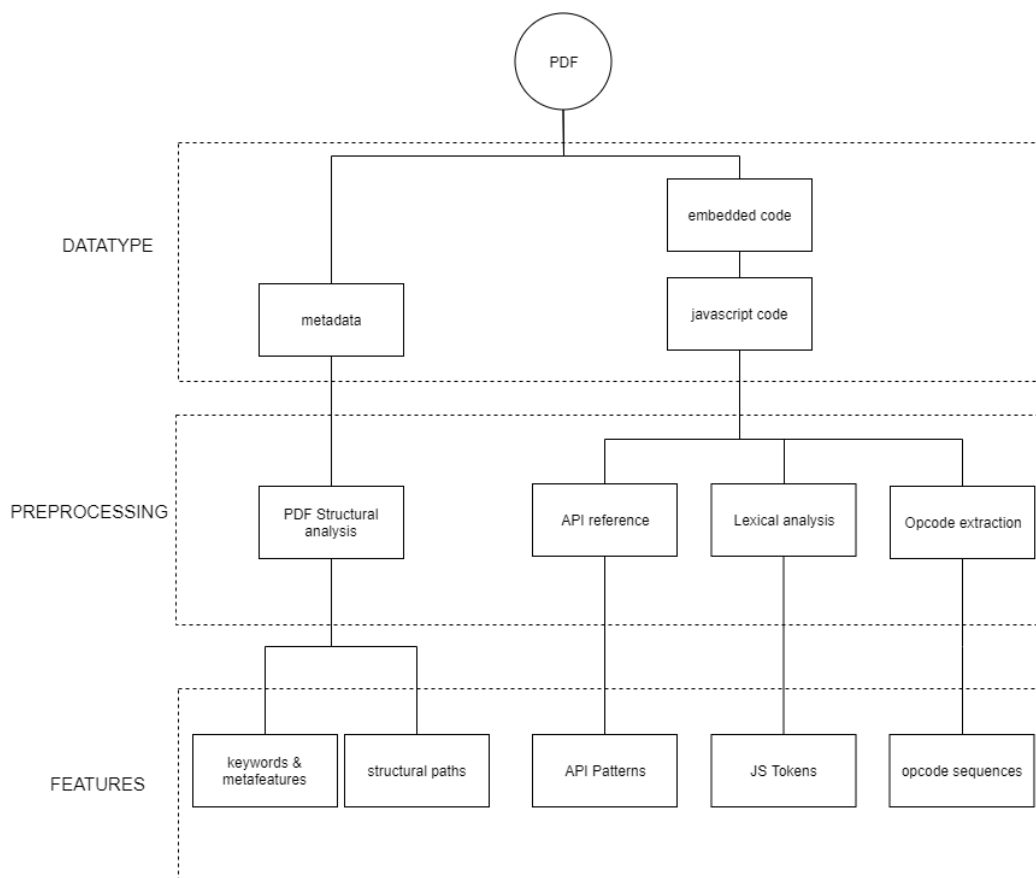 PDF
embedded code
DATATYPE
javascript code
metadata
PREPROCESSING
PDF Structural
analysis
API reference
Lexical analysis
Opcode extraction
keywords &
metafeatures
structural paths
API Patterns
JS Tokens
opcode sequences
FEATURES